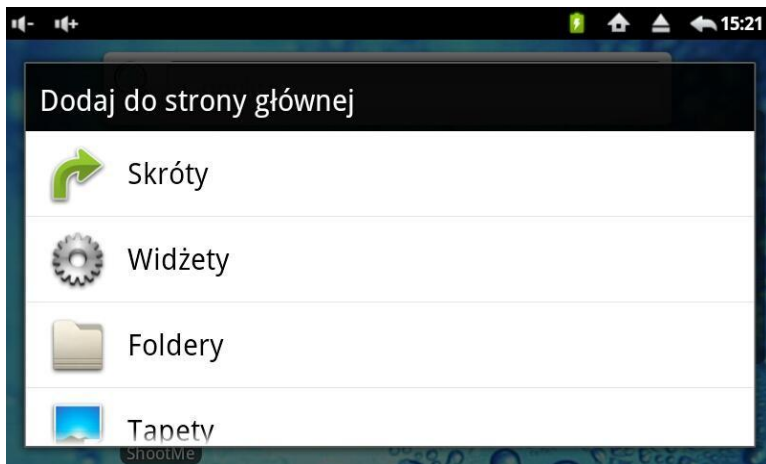 15:21
Dodaj do strony głównej
Skróty
Widżety
Foldery
Tapety
ShootMe